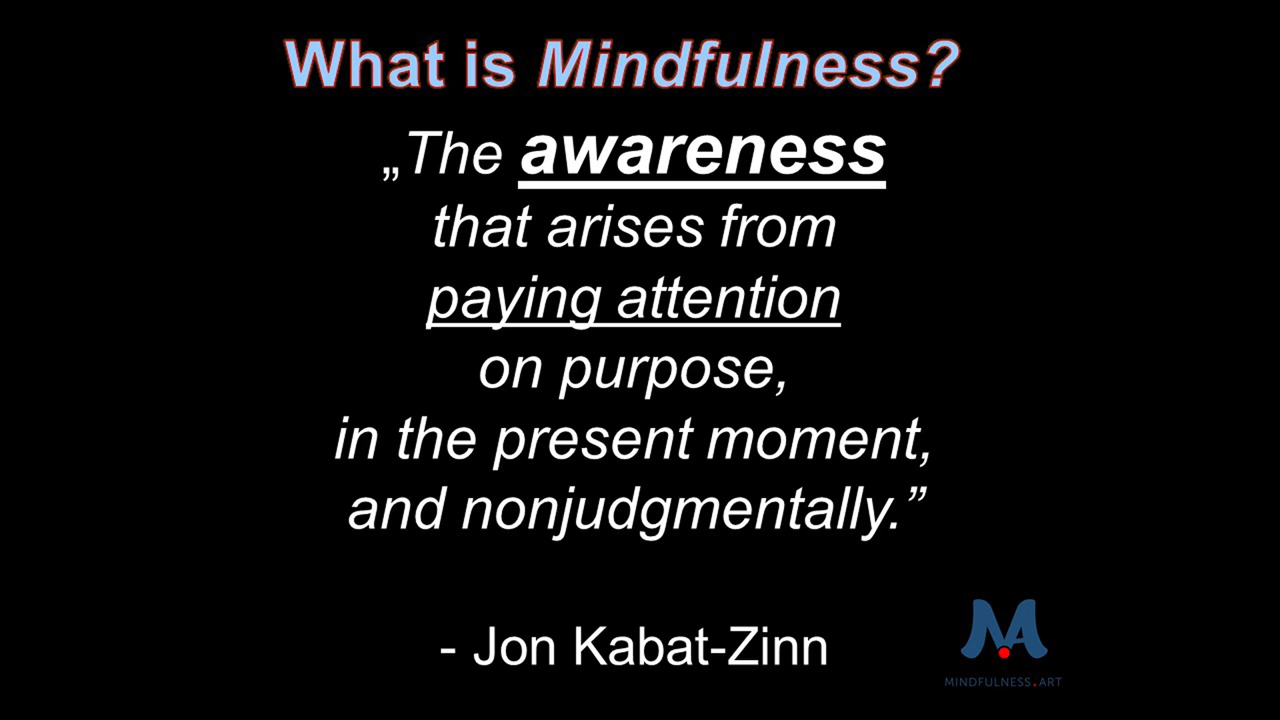 What is Mindfulness?
„The awareness
that arises from
paying attention
on purpose,
in the present moment,
and nonjudgmentally.”
- Jon Kabat-Zinn
MA
MINDFULNESS.ART